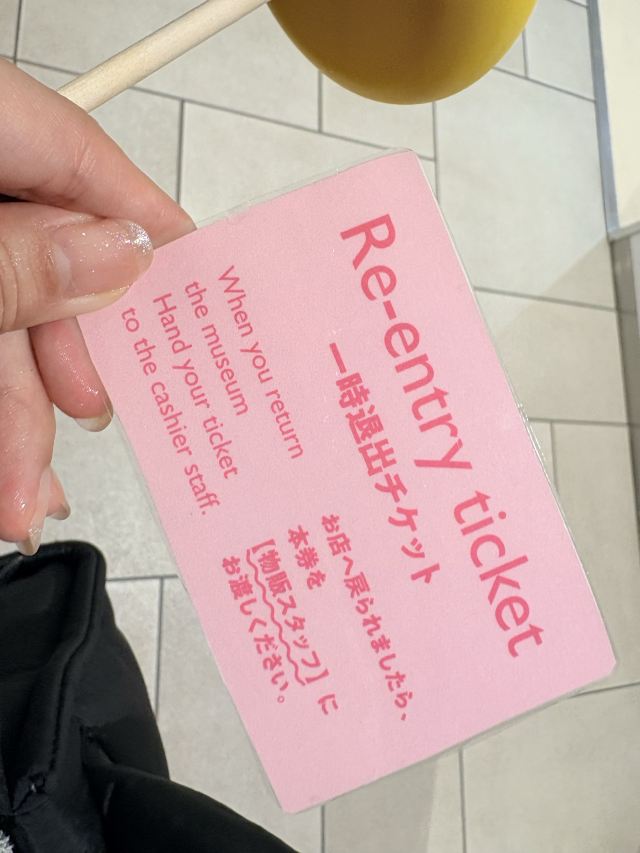 Re-entry ticket
一時退出チケット
When you return
the museum
Hand your ticket
to the cashier staff.
お店へ戻られましたら、
本券を
【物販スタッフ】に
お渡しください。